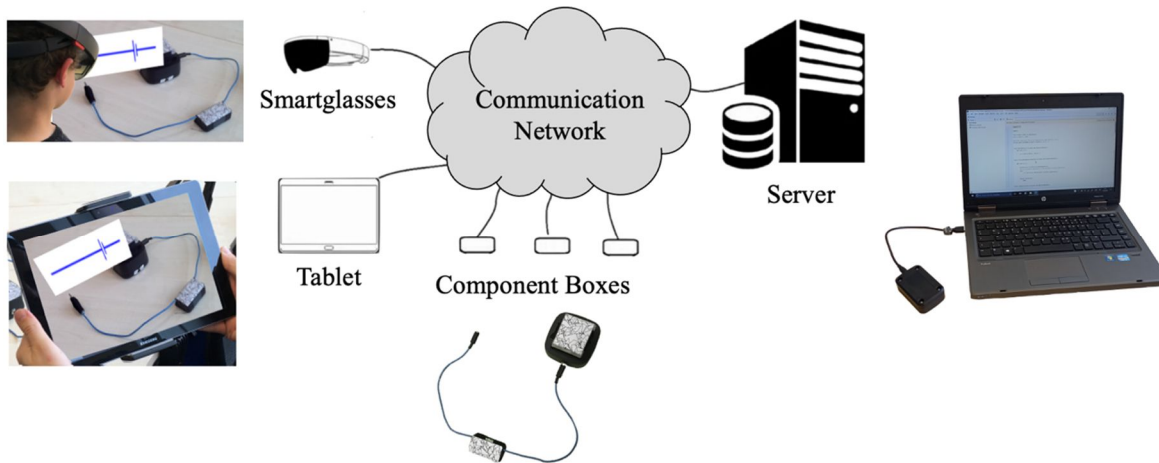 Smartglasses
Communication
Network
Server
Tablet
Component Boxes